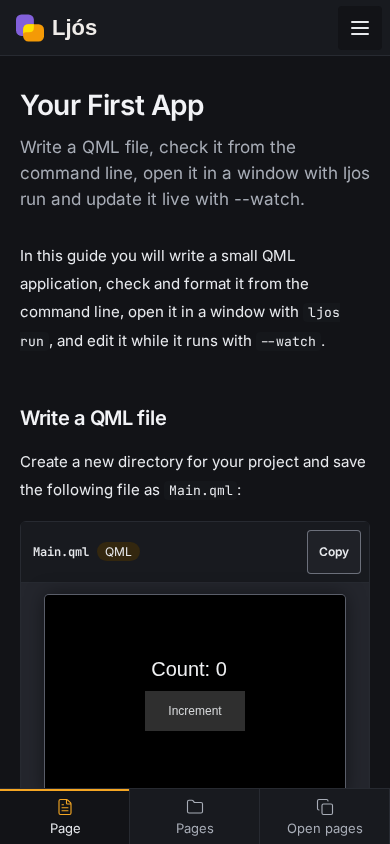 Ljós
Your First App
Write a QML file, check it from the
command line, open it in a window with ljos
run and update it live with --watch.
In this guide you will write a small QML
application, check and format it from the
command line, open it in a window with ljos
run, and edit it while it runs with --watch.
Write a QML file
Create a new directory for your project and save
the following file as Main.qml:
Main.qml QML Copy
Count: 0
Increment
Page Pages Open pages